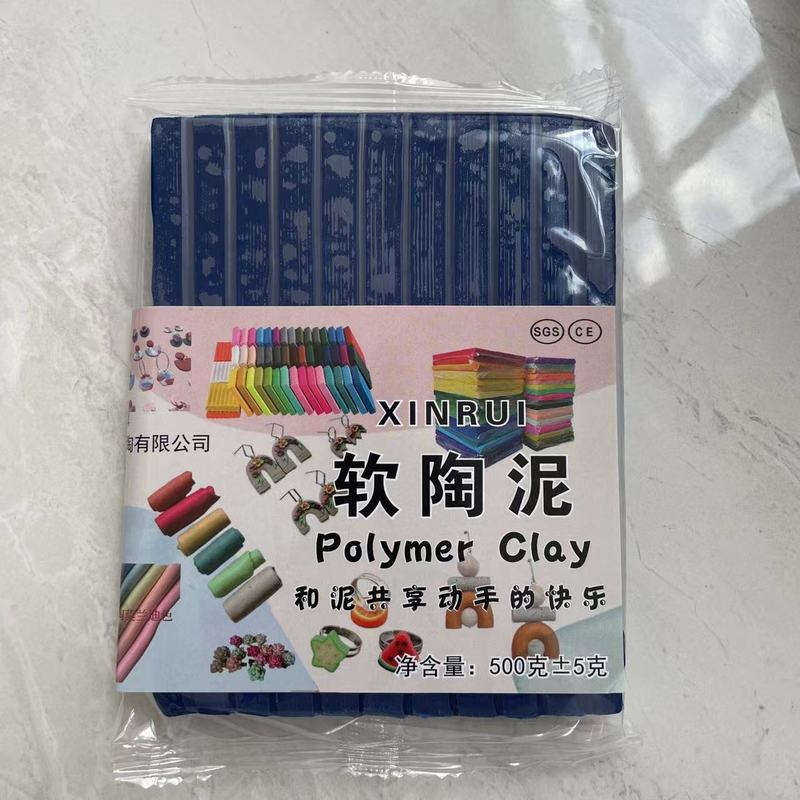 SGS CE
XINRUI
陶有限公司
软陶泥
Polymer Clay
和泥共享动手的快乐
净含量：500克±5克